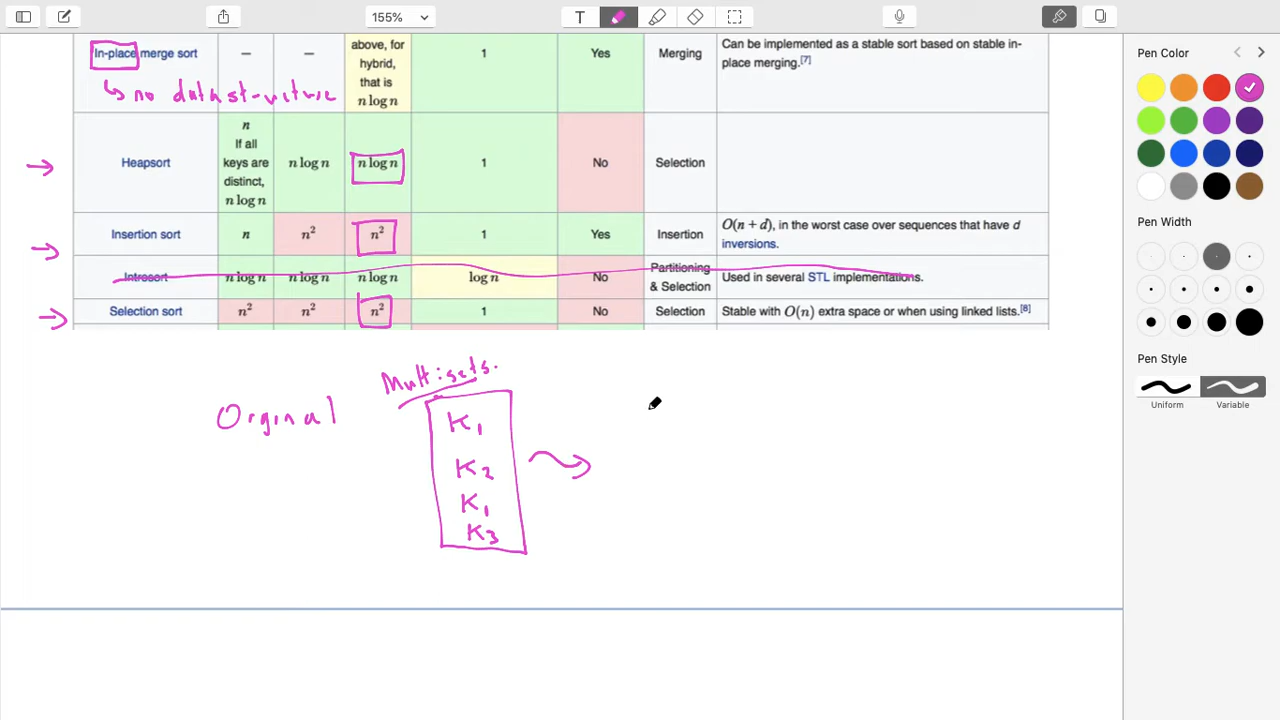 155%
T
Pen Color
In-place merge sort
—
—
above, for
hybrid,
that is
n log n
1
Yes
Merging
Can be implemented as a stable sort based on stable in-
place merging.[7]
no datastructure
Heapsort
n
If all
keys are
distinct,
n log n
n log n
n log n
1
No
Selection
Insertion sort
n
n²
n²
1
Yes
Insertion
O(n + d), in the worst case over sequences that have d
inversions.
Introsort
n log n
n log n
n log n
log n
No
Partitioning
& Selection
Used in several STL implementations.
Selection sort
n²
n²
n²
1
No
Selection
Stable with O(n) extra space or when using linked lists.[8]
Pen Width
Pen Style
Uniform
Variable
Multisets.
Orginal
K₁
K₂
K₁
K₃